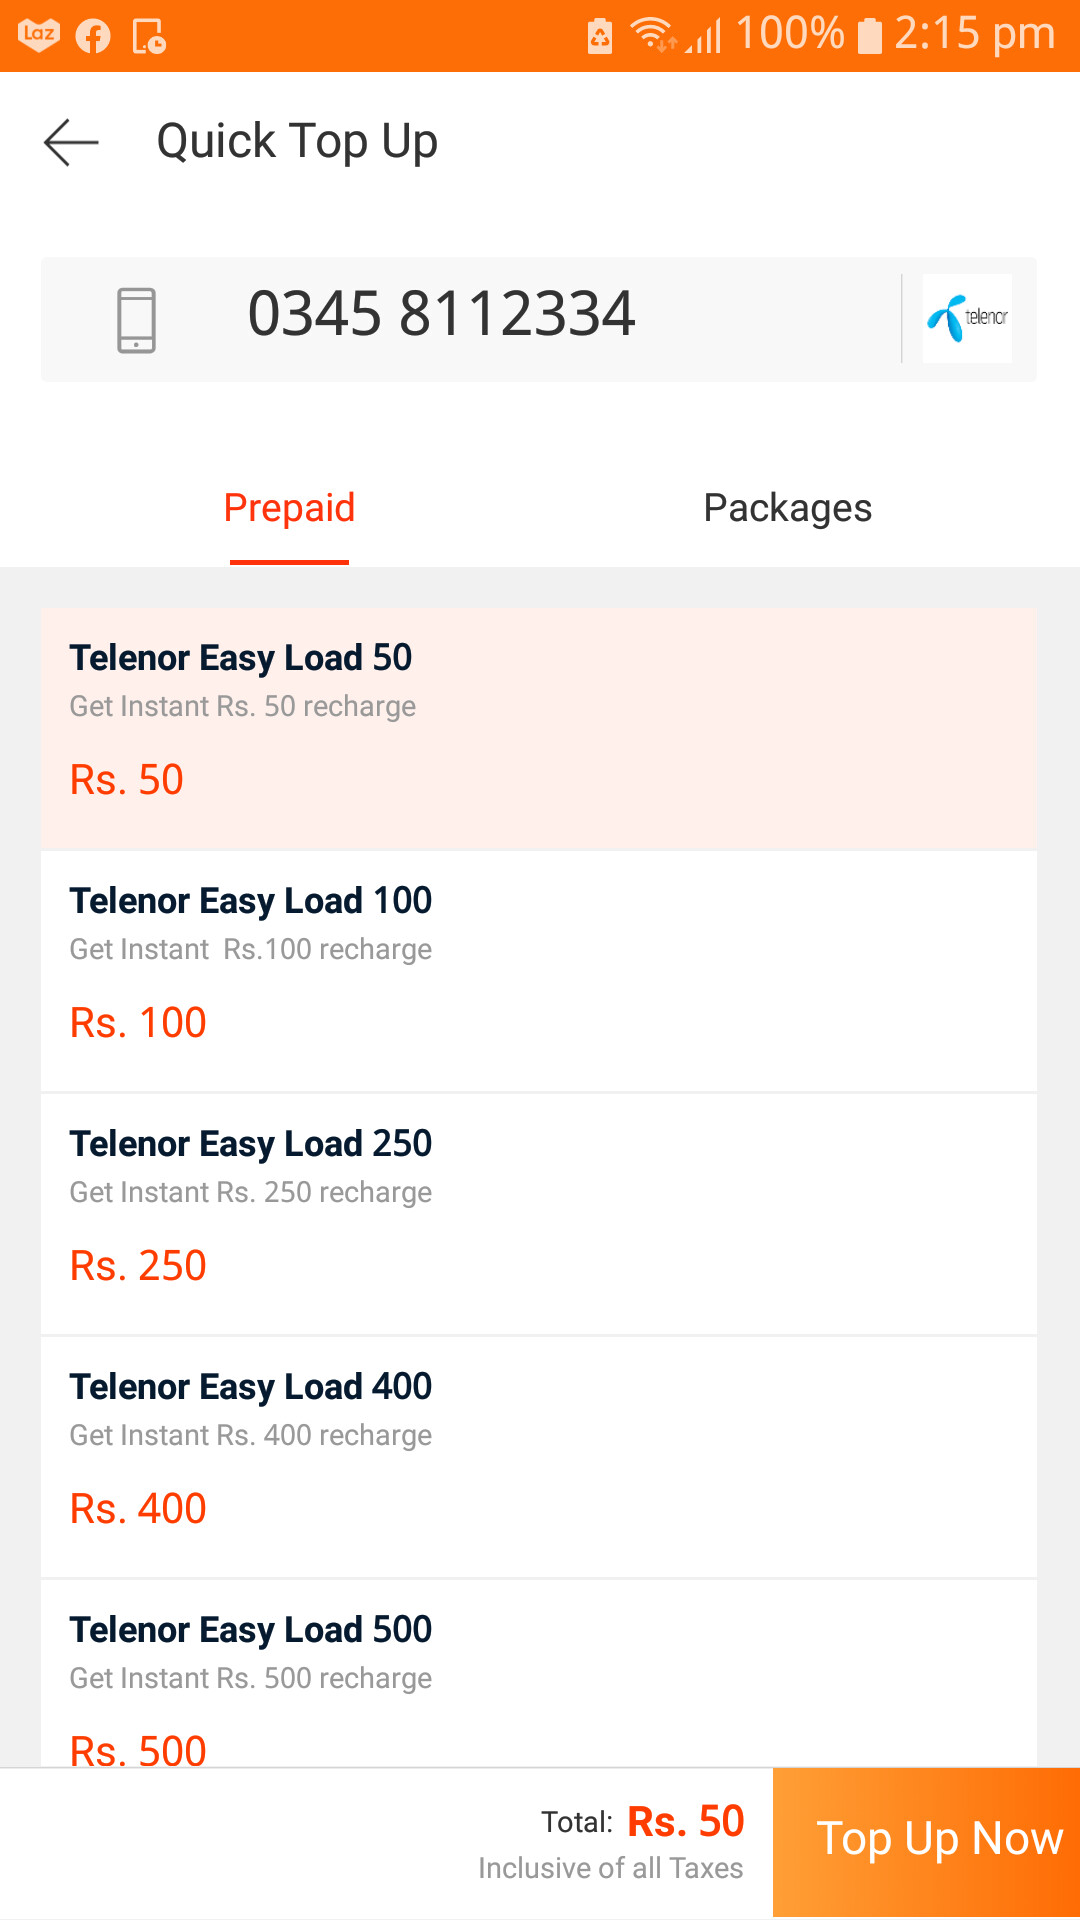 Laz
100% 2:15 pm
Quick Top Up
0345 8112334
telenor
Prepaid
Packages
Telenor Easy Load 50
Get Instant Rs. 50 recharge
Rs. 50
Telenor Easy Load 100
Get Instant  Rs.100 recharge
Rs. 100
Telenor Easy Load 250
Get Instant Rs. 250 recharge
Rs. 250
Telenor Easy Load 400
Get Instant Rs. 400 recharge
Rs. 400
Telenor Easy Load 500
Get Instant Rs. 500 recharge
Rs. 500
Total: Rs. 50
Inclusive of all Taxes
Top Up Now